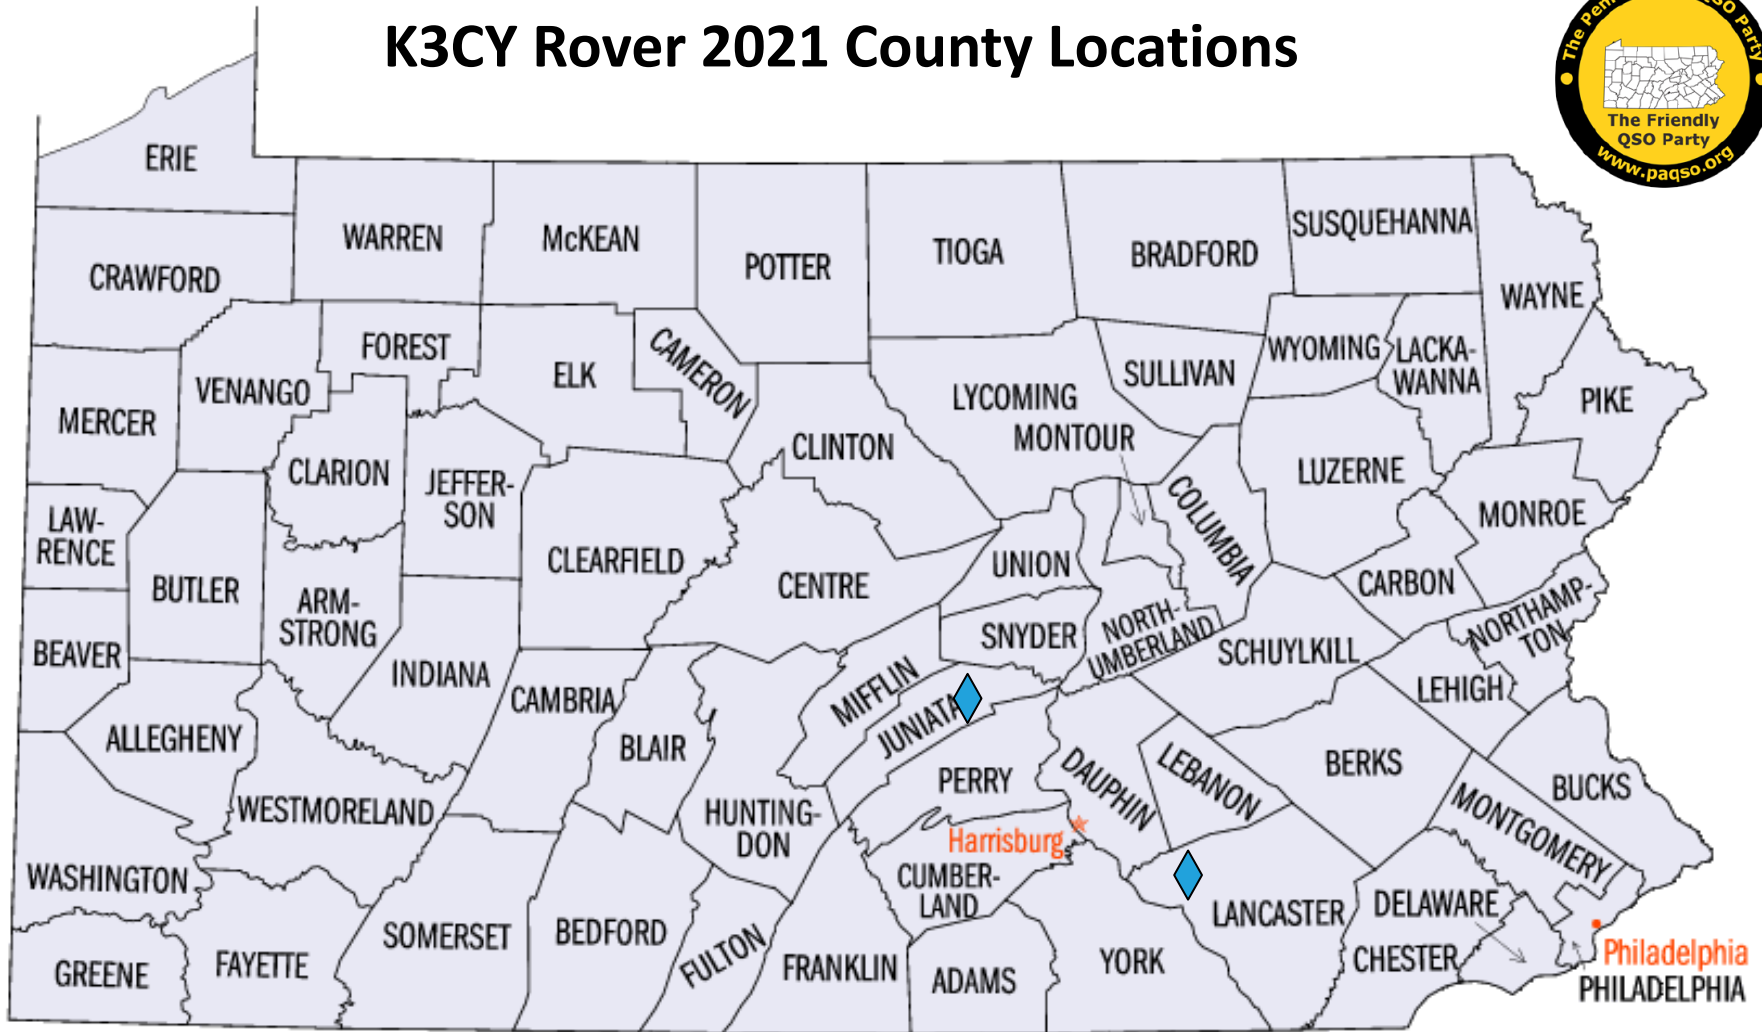 K3CY Rover 2021 County Locations
QSO Party
The Friendly
QSO Party
www.paqso.org
ERIE
WARREN
McKEAN
POTTER
TIOGA
BRADFORD
SUSQUEHANNA
CRAWFORD
WAYNE
FOREST
ELK
CAMERON
SULLIVAN
WYOMING
LACKA-
WANNA
VENANGO
MERCER
LYCOMING
PIKE
MONTOUR
CLINTON
CLARION
JEFFER-
SON
COLUMBIA
LUZERNE
MONROE
LAW-
RENCE
BUTLER
ARM-
STRONG
CLEARFIELD
CENTRE
UNION
CARBON
NORTHAMP-
TON
BEAVER
INDIANA
CAMBRIA
SNYDER
NORTH-
UMBERLAND
SCHUYLKILL
LEHIGH
MIFFLIN
JUNIATA
ALLEGHENY
BLAIR
PERRY
DAUPHIN
LEBANON
BERKS
BUCKS
WESTMORELAND
HUNTING-
DON
Harrisburg
MONTGOMERY
WASHINGTON
CUMBER-
LAND
LANCASTER
DELAWARE
SOMERSET
BEDFORD
FULTON
FRANKLIN
ADAMS
YORK
CHESTER
Philadelphia
PHILADELPHIA
GREENE
FAYETTE